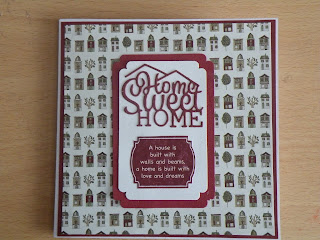 Home
Sweet
HOME
A house is
built with
walls and beams,
a home is built with
love and dreams